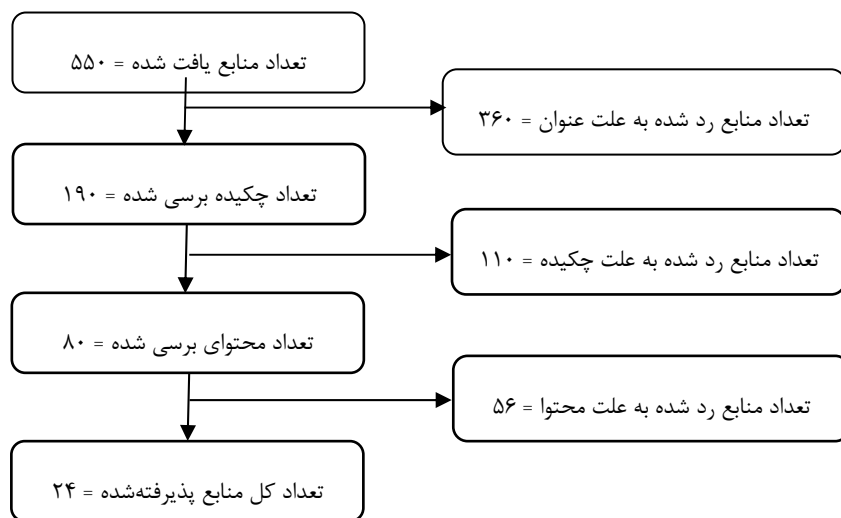 تعداد منابع یافت شده = ۵۵۰
تعداد منابع رد شده به علت عنوان = ۳۶۰
تعداد چکیده برسی شده = ۱۹۰
تعداد منابع رد شده به علت چکیده = ۱۱۰
تعداد محتوای برسی شده = ۸۰
تعداد منابع رد شده به علت محتوا = ۵۶
تعداد کل منابع پذیرفته‌شده = ۲۴